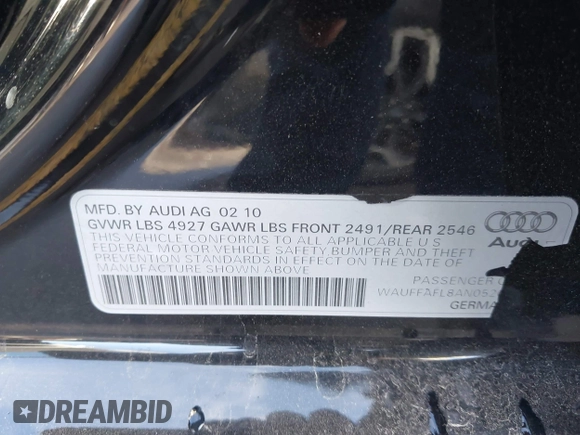 MFD. BY AUDI AG 02 10
GVWR LBS 4927 GAWR LBS FRONT 2491/REAR 2546
THIS VEHICLE CONFORMS TO ALL APPLICABLE U S
FEDERAL MOTOR VEHICLE SAFETY BUMPER AND THEFT
PREVENTION STANDARDS IN EFFECT ON THE DATE OF
MANUFACTURE SHOWN ABOVE
Audi
PASSENGER
WAUFFAFL8AN05
GERMA
DREAMBID